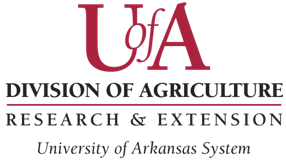 UofA
DIVISION OF AGRICULTURE
RESEARCH & EXTENSION
University of Arkansas System